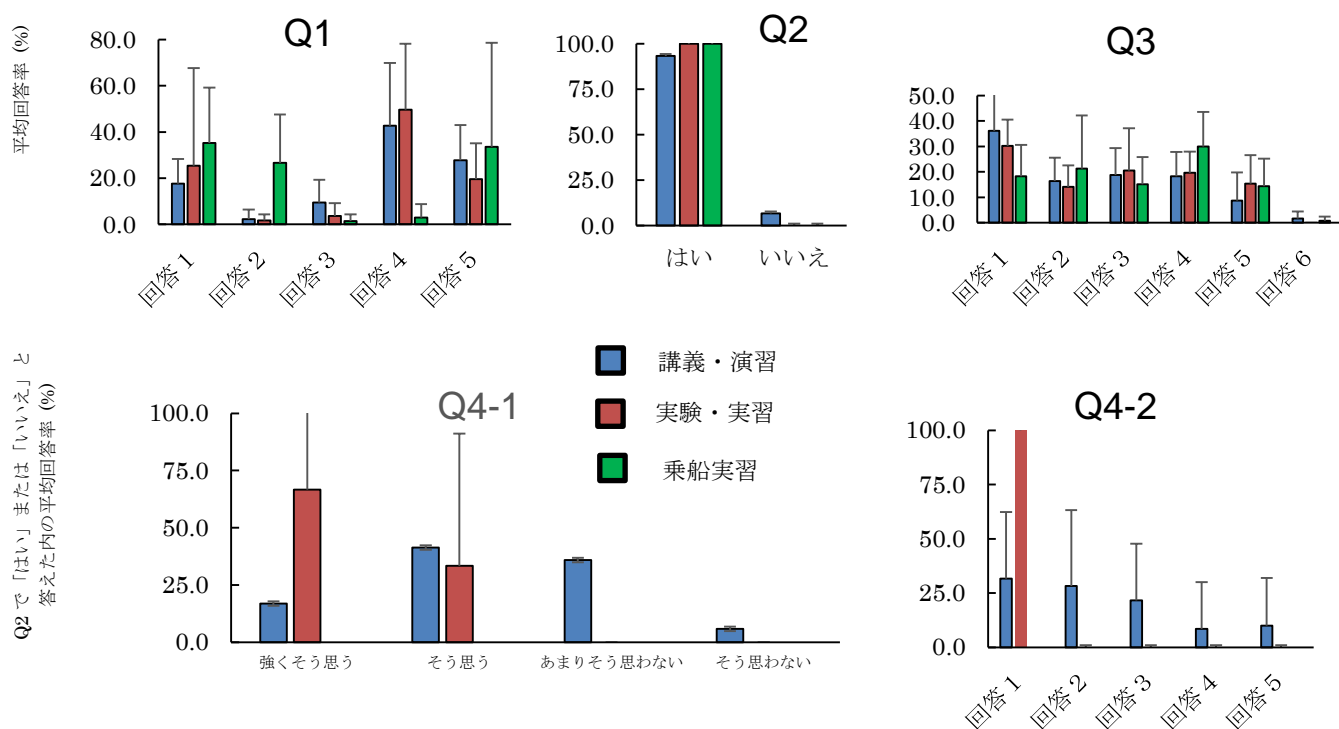 平均回答率 (%)
Q1
80.0
60.0
40.0
20.0
0.0
回答1
回答2
回答3
回答4
回答5
Q2
100.0
75.0
50.0
25.0
0.0
はい
いいえ
Q3
50.0
40.0
30.0
20.0
10.0
0.0
回答1
回答2
回答3
回答4
回答5
回答6
講義・演習
実験・実習
乗船実習
Q2で「はい」または「いいえ」と
答えた内の平均回答率 (%)
Q4-1
100.0
75.0
50.0
25.0
0.0
強くそう思う
そう思う
あまりそう思わない
そう思わない
Q4-2
100.0
75.0
50.0
25.0
0.0
回答1
回答2
回答3
回答4
回答5